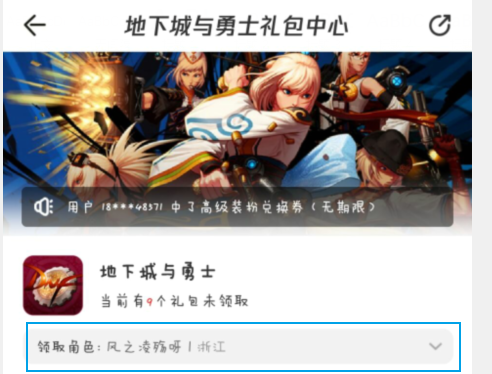 地下城与勇士礼包中心
用户 18***48571 中了高级装扮兑换券（无期限）
地下城与勇士
当前有9个礼包未领取
领取角色：风之凌殇呀 | 浙江